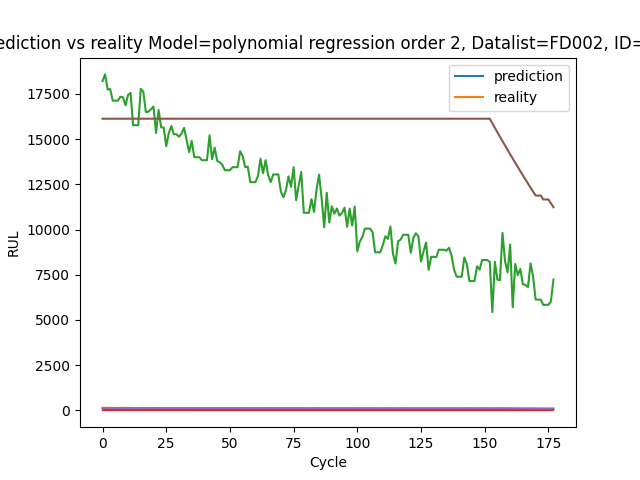 ediction vs reality Model=polynomial regression order 2, Datalist=FD002, ID=
prediction
reality
17500
15000
12500
10000
7500
5000
2500
0
RUL
0 25 50 75 100 125 150 175
Cycle